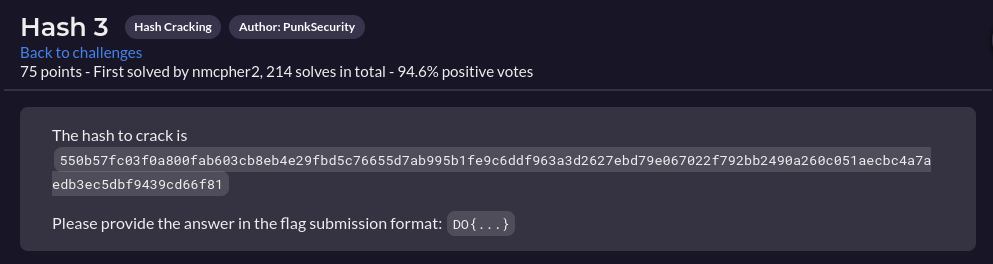 Hash 3 Hash Cracking Author: PunkSecurity
Back to challenges
75 points - First solved by nmcpher2, 214 solves in total - 94.6% positive votes
The hash to crack is
550b57fc03f0a800fab603cb8eb4e29fbd5c76655d7ab995b1fe9c6ddf963a3d2627ebd79e067022f792bb2490a260c051aecbc4a7a
edb3ec5dbf9439cd66f81
Please provide the answer in the flag submission format: DO{...}